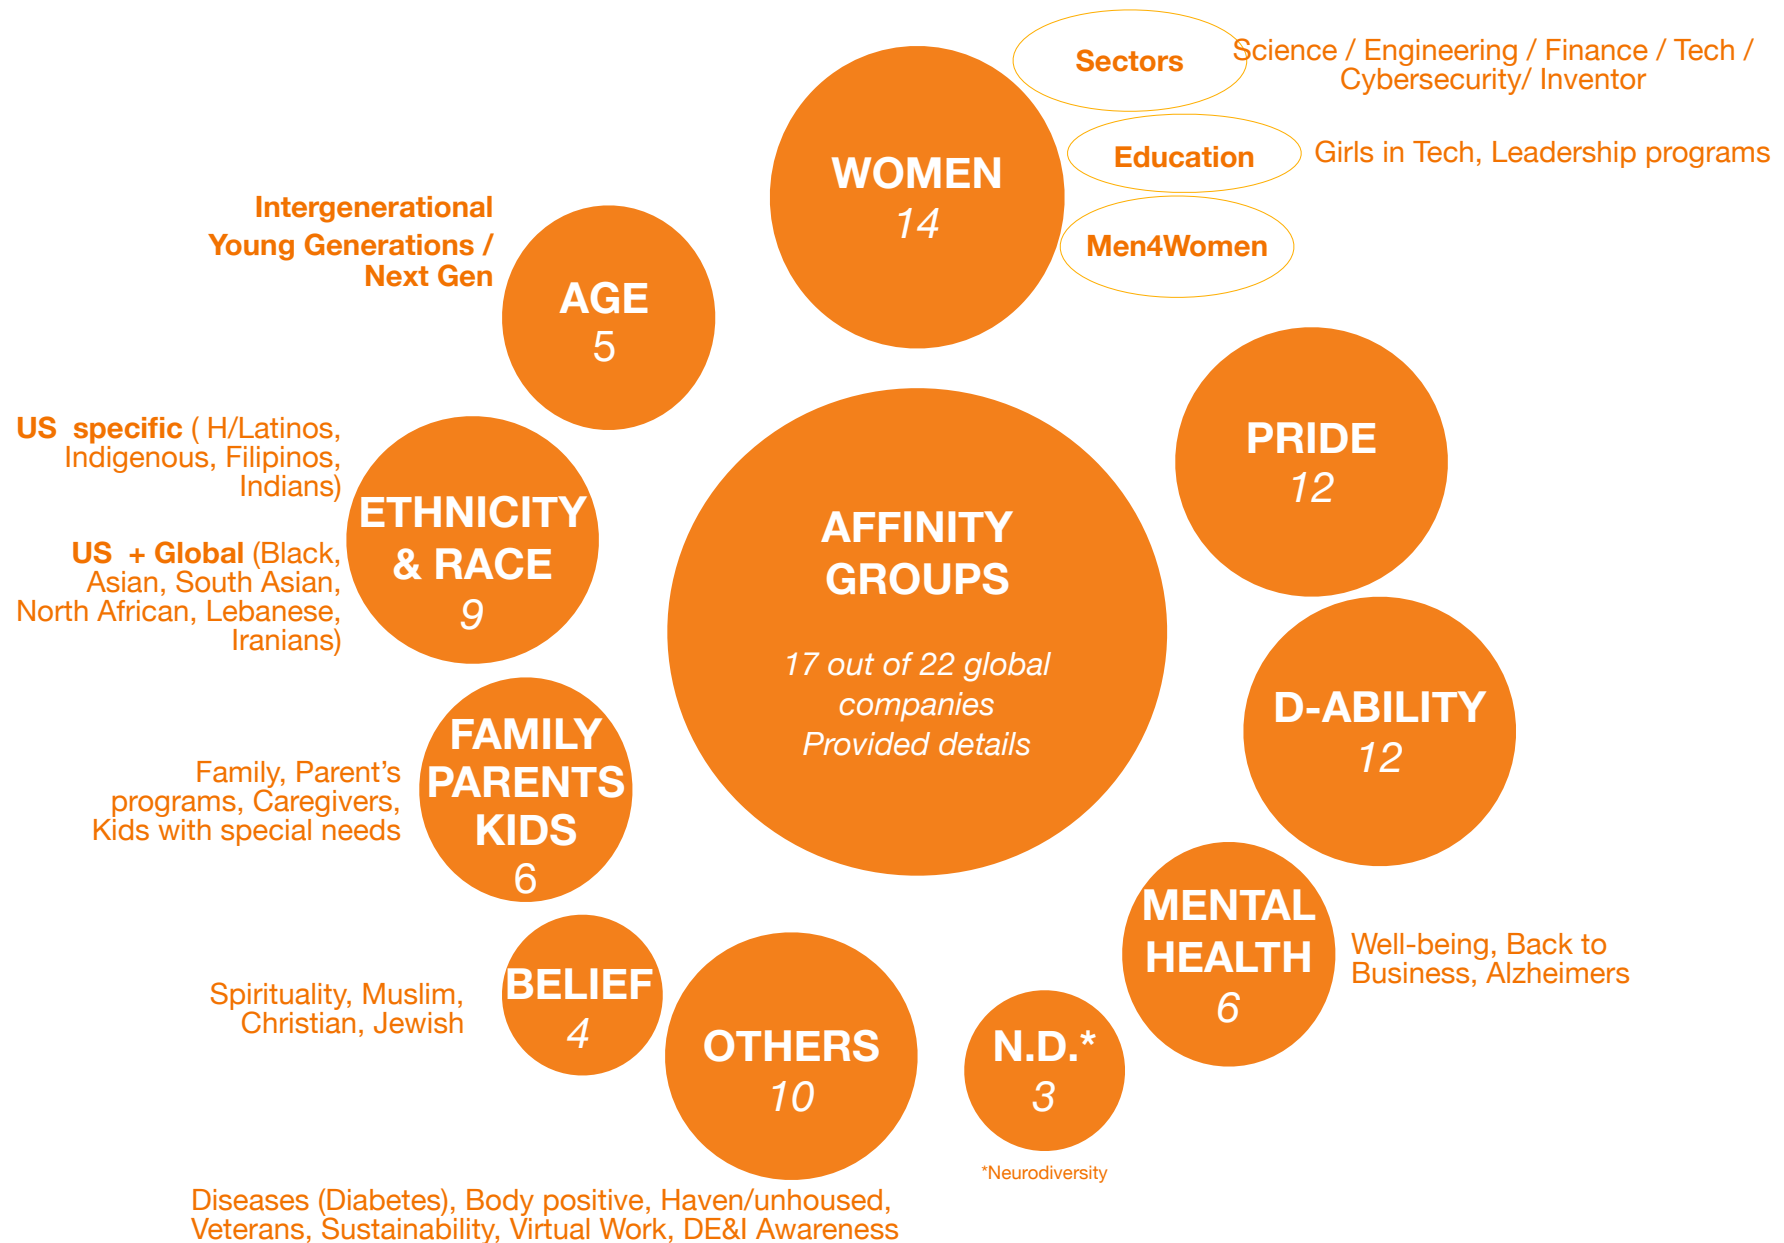 Sectors
Science / Engineering / Finance / Tech /
Cybersecurity/ Inventor
WOMEN
14
Education
Girls in Tech, Leadership programs
Men4Women
Intergenerational
Young Generations /
Next Gen
AGE
5
PRIDE
12
US  specific ( H/Latinos,
Indigenous, Filipinos,
Indians)
US  + Global (Black,
Asian, South Asian,
North African, Lebanese,
Iranians)
ETHNICITY
& RACE
9
AFFINITY
GROUPS
17 out of 22 global
companies
Provided details
D-ABILITY
12
Family, Parent's
programs, Caregivers,
Kids with special needs
FAMILY
PARENTS
KIDS
6
MENTAL
HEALTH
6
Well-being, Back to
Business, Alzheimers
Spirituality, Muslim,
Christian, Jewish
BELIEF
4
OTHERS
10
N.D.*
3
*Neurodiversity
Diseases (Diabetes), Body positive, Haven/unhoused,
Veterans, Sustainability, Virtual Work, DE&I Awareness